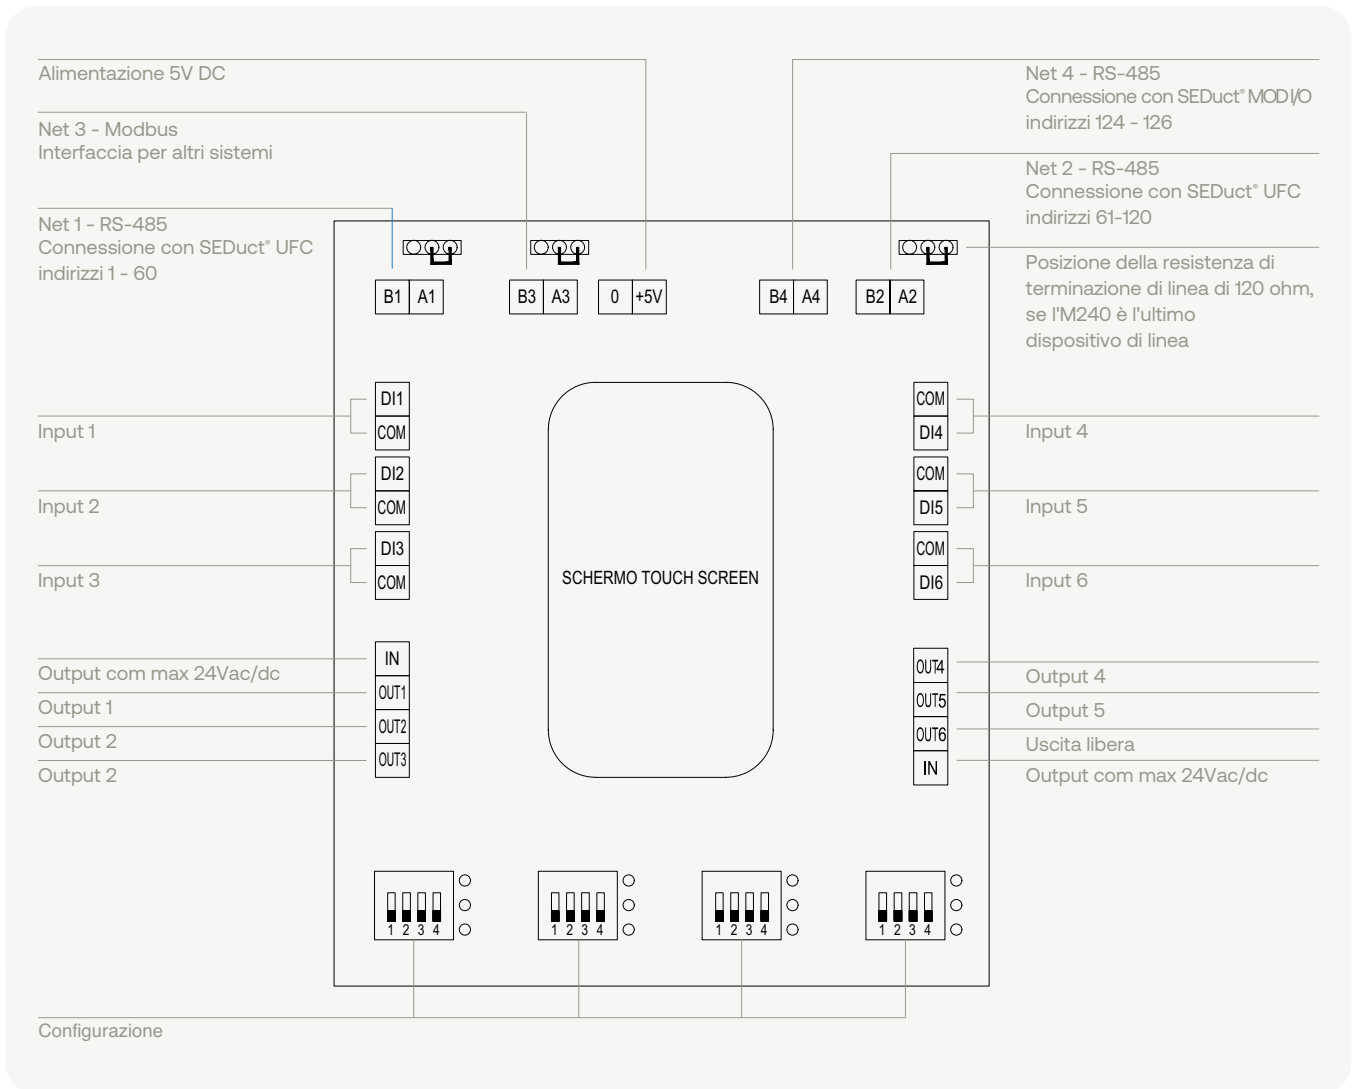 Alimentazione 5V DC
Net 3 - Modbus
Interfaccia per altri sistemi
Net 1 - RS-485
Connessione con SEDuct® UFC
indirizzi 1 - 60
Net 4 - RS-485
Connessione con SEDuct® MOD I/O
indirizzi 124 - 126
Net 2 - RS-485
Connessione con SEDuct® UFC
indirizzi 61-120
Posizione della resistenza di
terminazione di linea di 120 ohm,
se l'M240 è l'ultimo
dispositivo di linea
B1 A1
B3 A3
0 +5V
B4 A4
B2 A2
Input 1
DI1
COM
Input 2
DI2
COM
Input 3
DI3
COM
SCHERMO TOUCH SCREEN
COM
DI4
Input 4
COM
DI5
Input 5
COM
DI6
Input 6
Output com max 24Vac/dc
IN
Output 1
OUT1
Output 2
OUT2
Output 2
OUT3
OUT4
Output 4
OUT5
Output 5
OUT6
Uscita libera
IN
Output com max 24Vac/dc
1 2 3 4
1 2 3 4
1 2 3 4
1 2 3 4
Configurazione